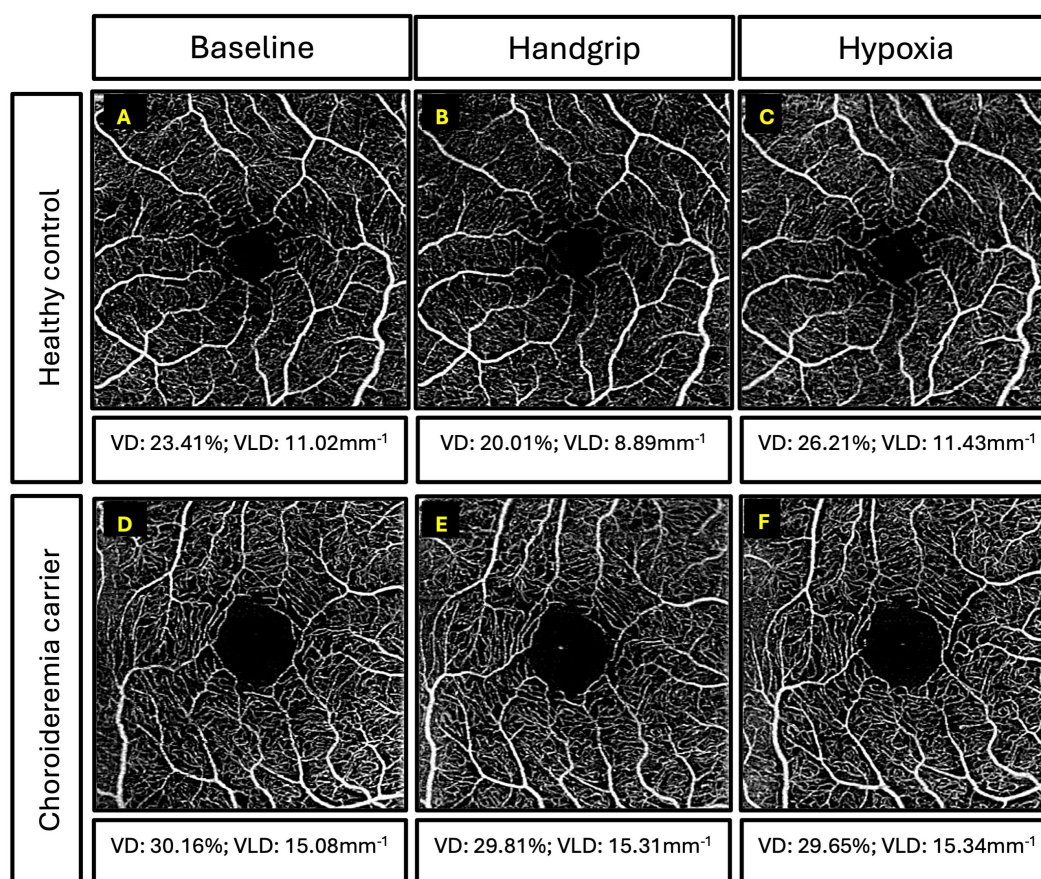 Baseline
Handgrip
Hypoxia
Healthy control
A
B
C
VD: 23.41%; VLD: 11.02mm⁻¹
VD: 20.01%; VLD: 8.89mm⁻¹
VD: 26.21%; VLD: 11.43mm⁻¹
Choroideremia carrier
D
E
F
VD: 30.16%; VLD: 15.08mm⁻¹
VD: 29.81%; VLD: 15.31mm⁻¹
VD: 29.65%; VLD: 15.34mm⁻¹